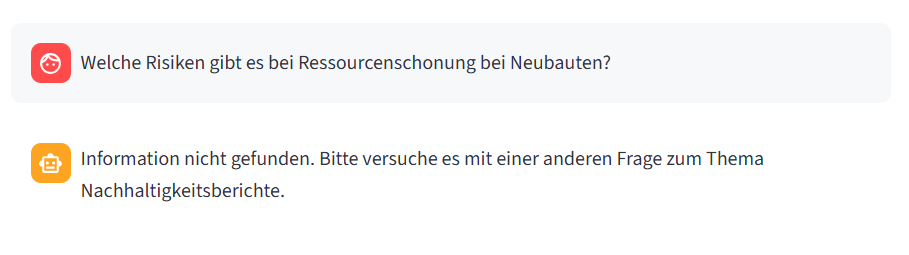 Welche Risiken gibt es bei Ressourcenschonung bei Neubauten?
Information nicht gefunden. Bitte versuche es mit einer anderen Frage zum Thema
Nachhaltigkeitsberichte.